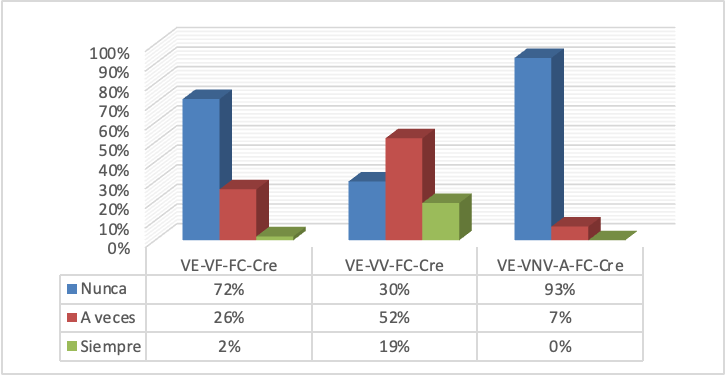 100%
90%
80%
70%
60%
50%
40%
30%
20%
10%
0%
VE-VF-FC-Cre VE-VV-FC-Cre VE-VNV-A-FC-Cre
Nunca 72% 30% 93%
A veces 26% 52% 7%
Siempre 2% 19% 0%